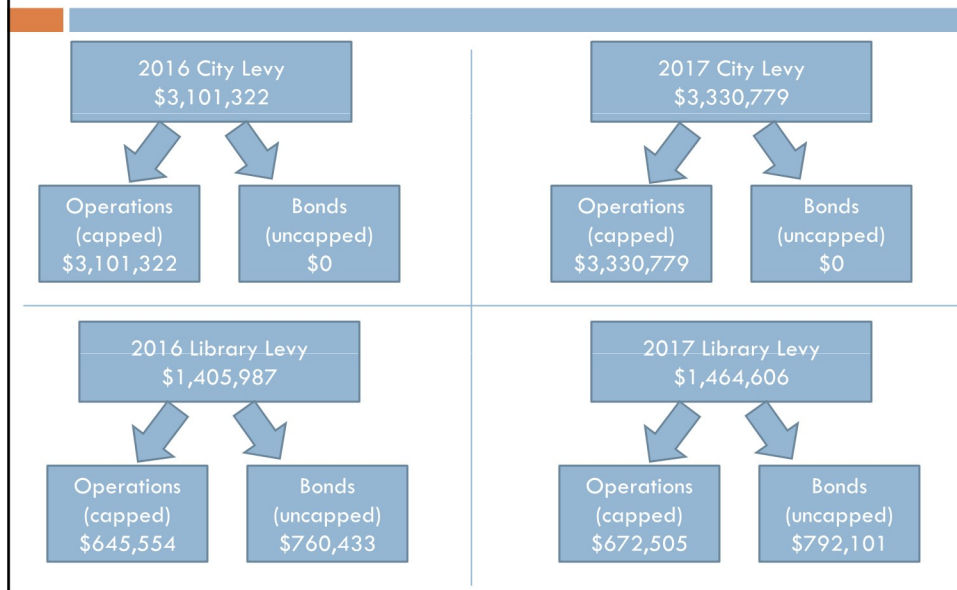 2016 City Levy
$3,101,322
Operations
(capped)
$3,101,322
Bonds
(uncapped)
$0
2017 City Levy
$3,330,779
Operations
(capped)
$3,330,779
Bonds
(uncapped)
$0
2016 Library Levy
$1,405,987
Operations
(capped)
$645,554
Bonds
(uncapped)
$760,433
2017 Library Levy
$1,464,606
Operations
(capped)
$672,505
Bonds
(uncapped)
$792,101